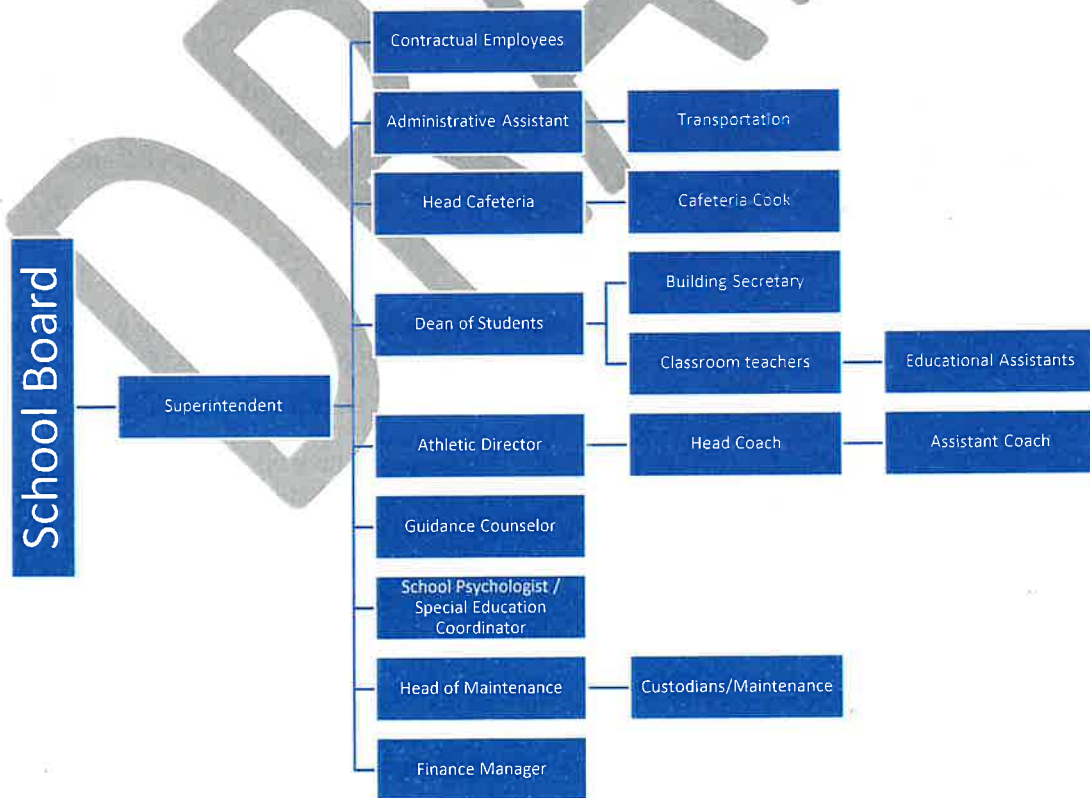 School Board
Superintendent
Contractual Employees
Administrative Assistant
Transportation
Head Cafeteria
Cafeteria Cook
Dean of Students
Building Secretary
Classroom teachers
Educational Assistants
Athletic Director
Head Coach
Assistant Coach
Guidance Counselor
School Psychologist /
Special Education
Coordinator
Head of Maintenance
Custodians/Maintenance
Finance Manager